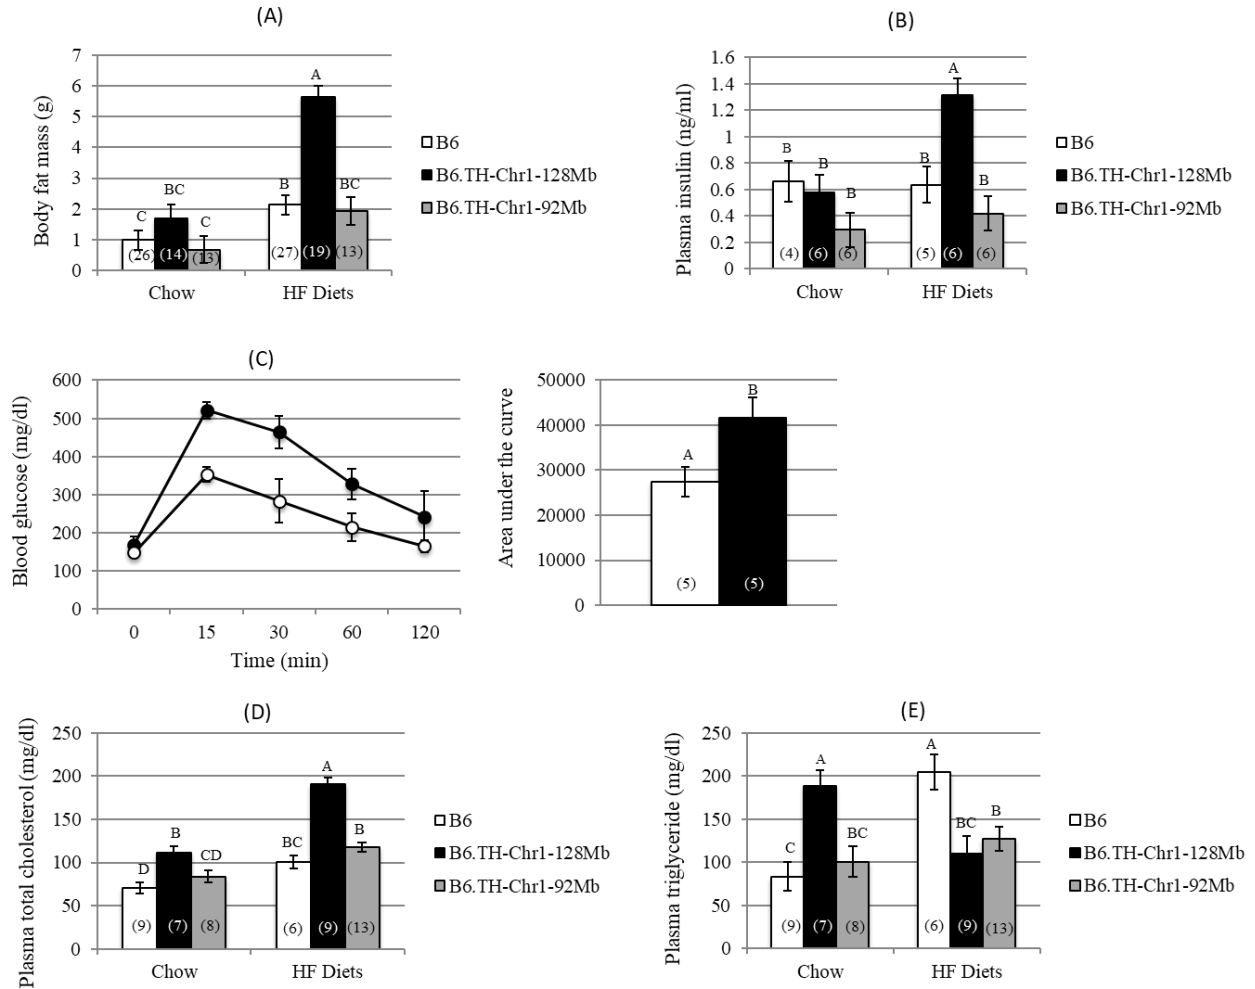 (A)
7
6
5
4
3
2
1
0
Body fat mass (g)
C
BC
C
B
A
BC
(26)
(14)
(13)
(27)
(19)
(13)
Chow
HF Diets
B6
B6.TH-Chr1-128Mb
B6.TH-Chr1-92Mb
(B)
1.6
1.4
1.2
1
0.8
0.6
0.4
0.2
0
Plasma insulin (ng/ml)
B
B
B
B
A
B
(4)
(6)
(6)
(5)
(6)
(6)
Chow
HF Diets
B6
B6.TH-Chr1-128Mb
B6.TH-Chr1-92Mb
(C)
600
500
400
300
200
100
0
Blood glucose (mg/dl)
0
15
30
60
120
Time (min)
50000
40000
30000
20000
10000
0
Area under the curve
A
B
(5)
(5)
(D)
250
200
150
100
50
0
Plasma total cholesterol (mg/dl)
D
B
CD
BC
A
B
(9)
(7)
(8)
(6)
(9)
(13)
Chow
HF Diets
B6
B6.TH-Chr1-128Mb
B6.TH-Chr1-92Mb
(E)
250
200
150
100
50
0
Plasma triglyceride (mg/dl)
C
A
BC
A
BC
B
(9)
(7)
(8)
(6)
(9)
(13)
Chow
HF Diets
B6
B6.TH-Chr1-128Mb
B6.TH-Chr1-92Mb